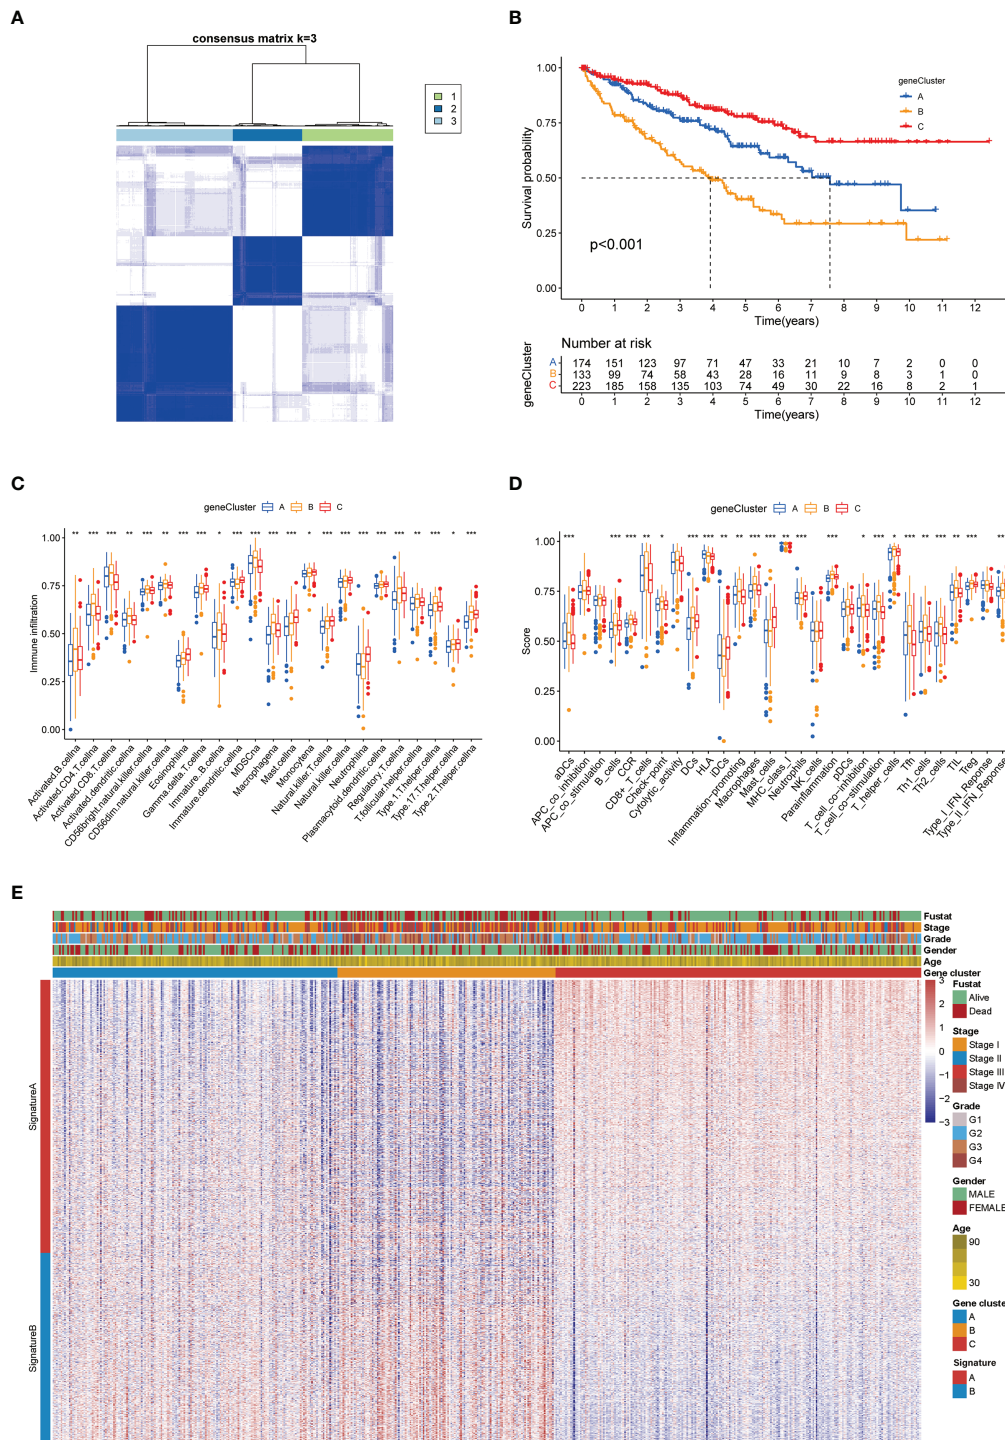 A
consensus matrix k=3
1
2
3
B
geneCluster
A
B
C
Survival probability
1.00
0.75
0.50
0.25
0.00
p<0.001
0 1 2 3 4 5 6 7 8 9 10 11 12
Time(years)
Number at risk
geneCluster
A 174 151 123 97 71 47 33 21 10 7 2 0 0
B 133 99 74 58 43 28 16 11 9 8 3 1 0
C 223 185 158 135 103 74 49 30 22 16 8 2 1
0 1 2 3 4 5 6 7 8 9 10 11 12
Time(years)
C
geneCluster A B C
** *** *** *** *** ** *** *** * *** *** *** *** * *** *** *** *** *** ** *** * ***
Immune infiltration
1.00
0.75
0.50
0.25
0.00
Activated.B.cellna
Activated.CD4.T.cellna
Activated.CD8.T.cellna
Activated.dendritic.cellna
CD56bright.natural.killer.cellna
CD56dim.natural.killer.cellna
Eosinophilna
Gamma.delta.T.cellna
Immature..B.cellna
Immature.dendritic.cellna
MDSCna
Macrophagena
Mast.cellna
Monocytena
Natural.killer.T.cellna
Natural.killer.cellna
Neutrophilna
Plasmacytoid.dendritic.cellna
Regulatory.T.cellna
T.follicular.helper.cellna
Type.1.T.helper.cellna
Type.17.T.helper.cellna
Type.2.T.helper.cellna
D
geneCluster A B C
Score
1.00
0.75
0.50
0.25
0.00
aDCs
APC_co_inhibition
APC_co_stimulation
B_cells
CCR
CD8+_T_cells
Check-point
Cytolytic_activity
DCs
HLA
iDCs
Inflammation-promoting
Macrophages
Mast_cells
MHC_class_I
Neutrophils
NK_cells
Parainflammation
pDCs
T_cell_co-inhibition
T_cell_co-stimulation
T_helper_cells
Tfh
Th1_cells
Th2_cells
TIL
Treg
Type_I_IFN_Reponse
Type_II_IFN_Reponse
E
Fustat
Stage
Grade
Gender
Age
Gene cluster
SignatureA
SignatureB
3
2
1
0
−1
−2
−3
Fustat
Alive
Dead
Stage
Stage I
Stage II
Stage III
Stage IV
Grade
G1
G2
G3
G4
Gender
MALE
FEMALE
Age
90
30
Gene cluste
A
B
C
Signature
A
B